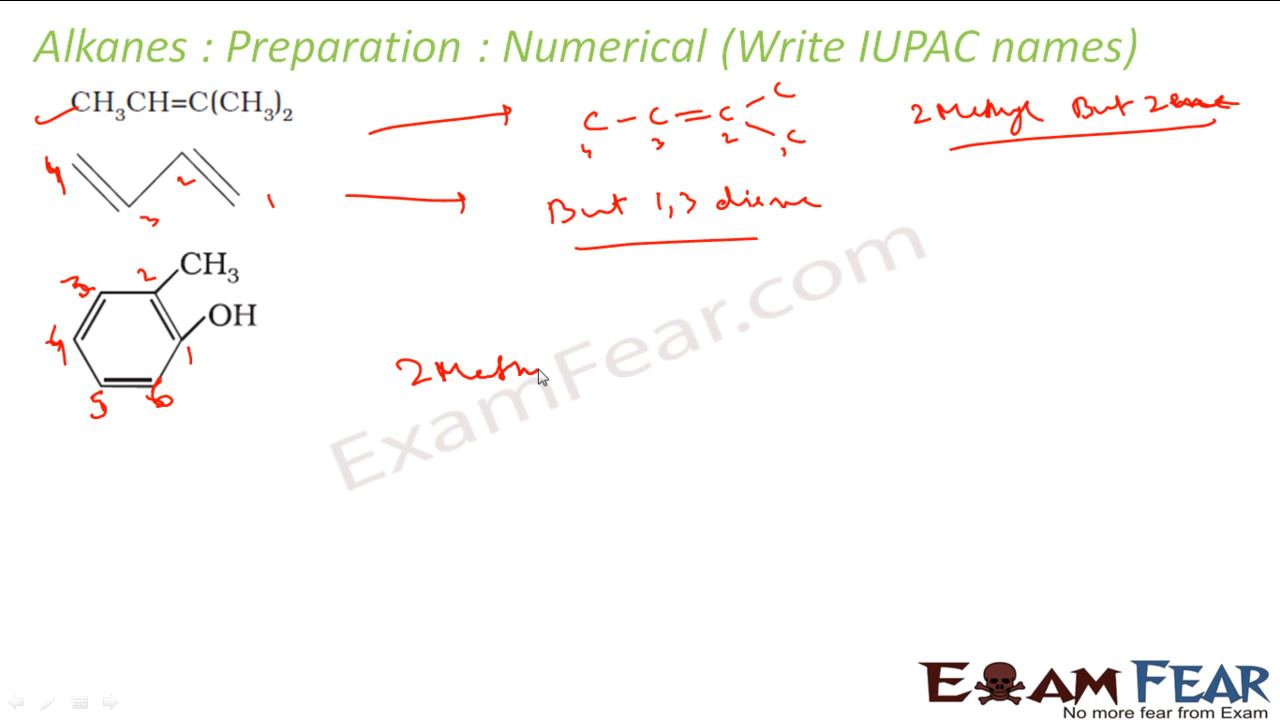 Alkanes : Preparation : Numerical (Write IUPAC names)
CH₃CH=C(CH₃)₂
C - C = C C C
4 3 2 1
2 Methyl But 2 ene
4 3 2 1
But 1,3 diene
CH₃
OH
1 2 3 4 5 6
2 Meth
ExamFear.com
EXAM FEAR
No more fear from Exam